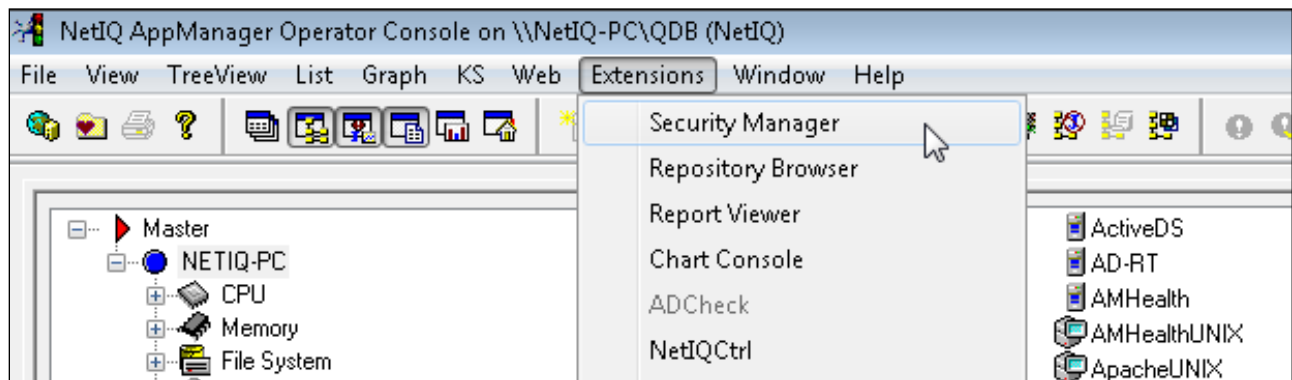 NetIQ AppManager Operator Console on \\NetIQ-PC\QDB (NetIQ)
File View TreeView List Graph KS Web Extensions Window Help
Security Manager
Repository Browser
Report Viewer
Chart Console
ADCheck
NetIQCtrl
Master
NETIQ-PC
CPU
Memory
File System
ActiveDS
AD-RT
AMHealth
AMHealthUNIX
ApacheUNIX